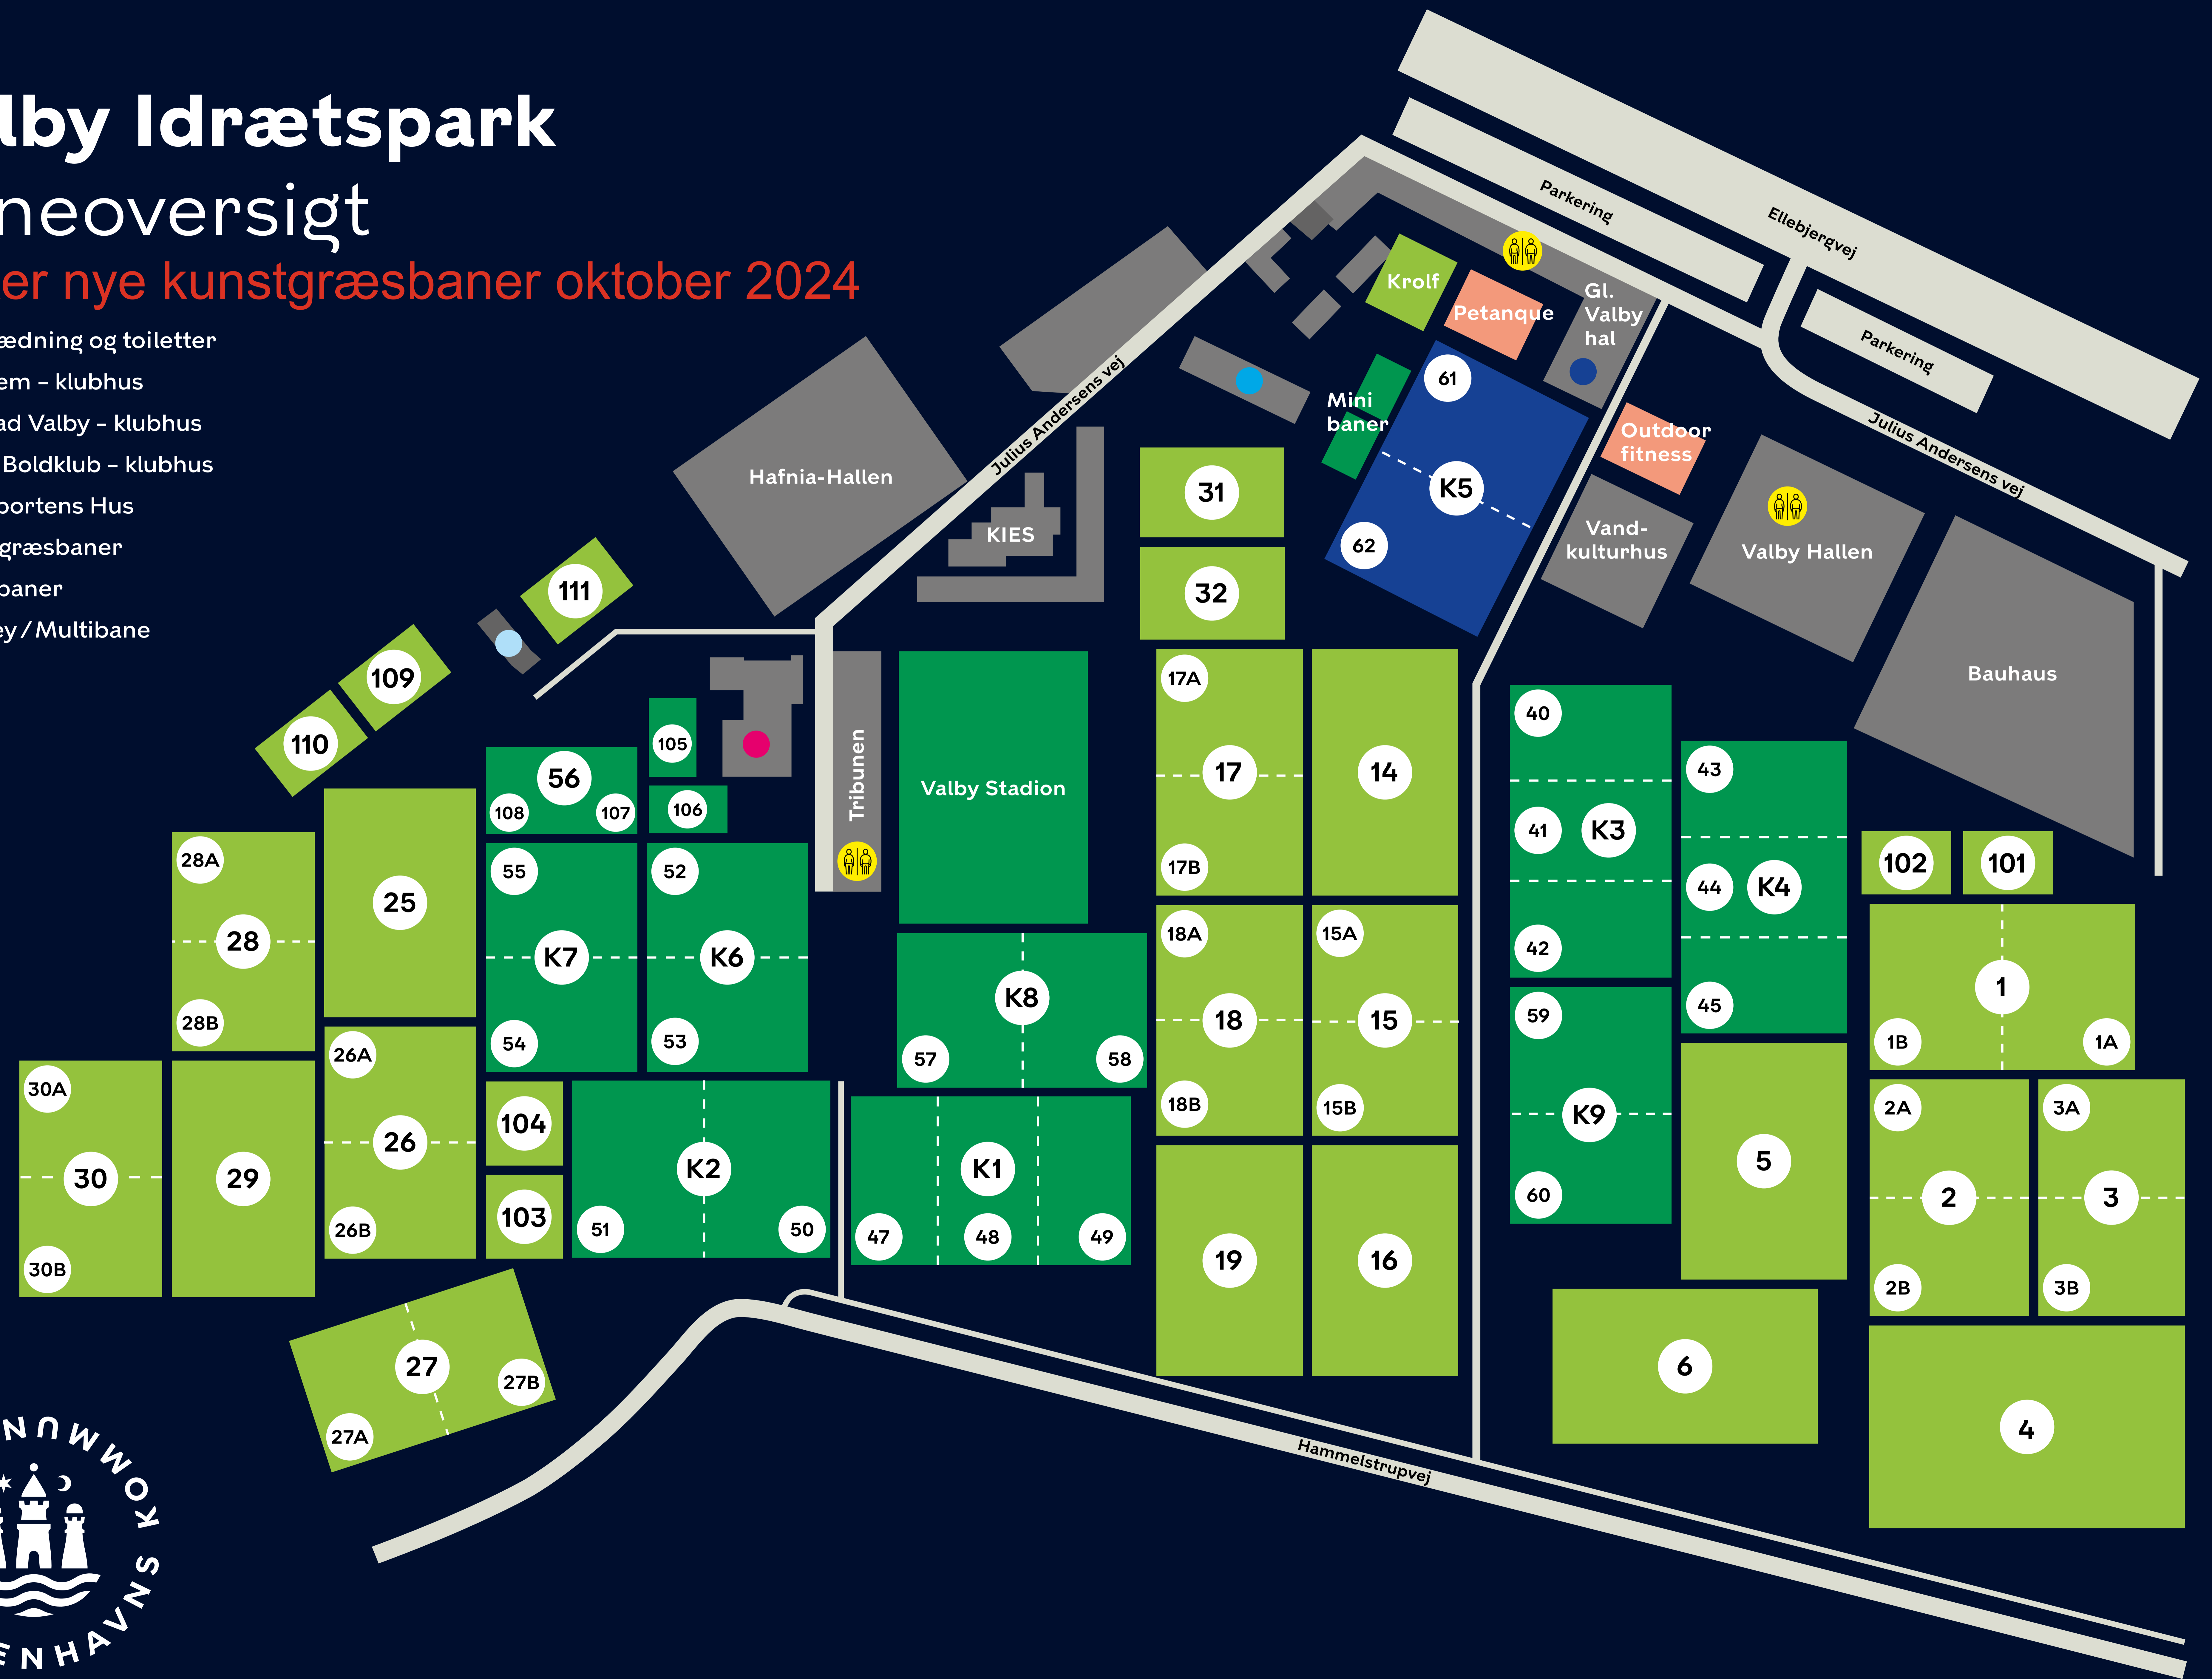 lby Idrætspark
neoversigt
er nye kunstgræsbaner oktober 2024
ædning og toiletter
em – klubhus
ad Valby – klubhus
Boldklub – klubhus
portens Hus
græsbaner
baner
ey / Multibane
Parkering
Ellebjergvej
Parkering
Julius Andersens vej
Julius Andersens vej
Krolf
Petanque
Gl.
Valby
hal
Mini
baner
61
K5
62
Outdoor
fitness
Vand-
kulturhus
Valby Hallen
Bauhaus
Hafnia-Hallen
KIES
31
32
111
109
110
105
106
56
108
107
Tribunen
Valby Stadion
17A
17
17B
14
40
41
K3
42
43
44
K4
45
102
101
28A
28
28B
25
55
K7
54
52
K6
53
K8
57
58
18A
18
18B
15A
15
15B
59
K9
60
1
1B
1A
30A
30
30B
29
26A
26
26B
104
103
K2
51
50
K1
47
48
49
19
16
5
2A
2
2B
3A
3
3B
27
27A
27B
6
4
Hammelstrupvej
ENHAVNS KOMMUN